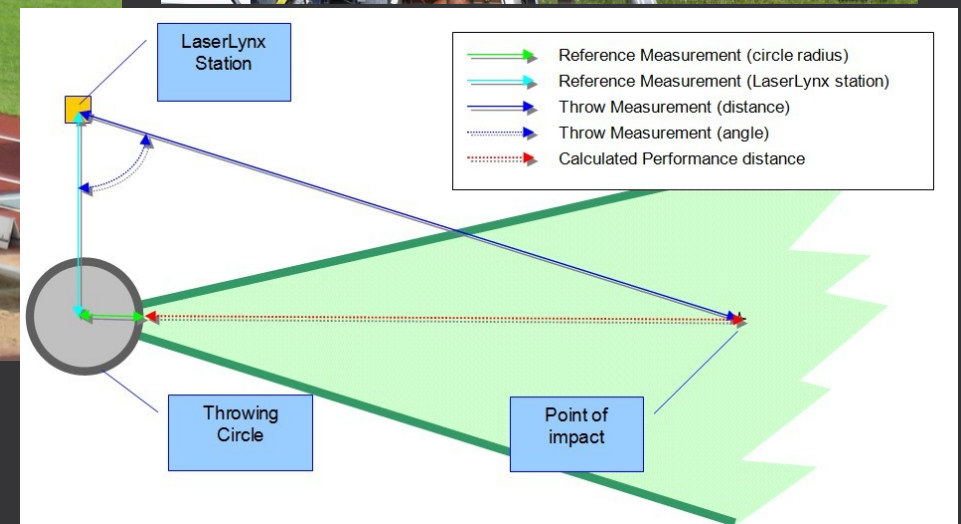 LaserLynx
Station
Reference Measurement (circle radius)
Reference Measurement (LaserLynx station)
Throw Measurement (distance)
Throw Measurement (angle)
Calculated Performance distance
Throwing
Circle
Point of
impact